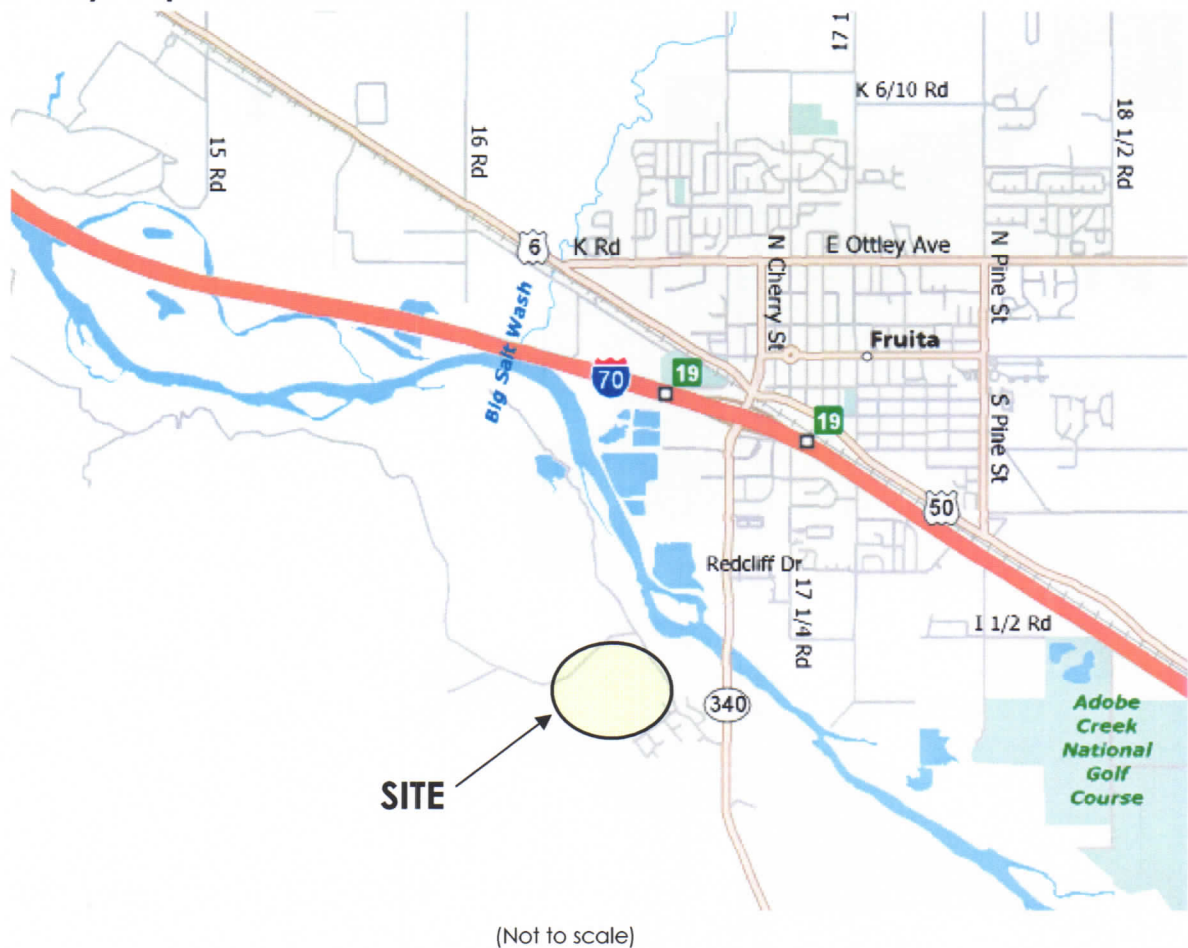 17 1
K 6/10 Rd
18 1/2 Rd
15 Rd
16 Rd
6
K Rd
N Cherry St
E Ottley Ave
N Pine St
Big Salt Wash
Fruita
70
19
19
S Pine St
50
Redcliff Dr
17 1/4 Rd
I 1/2 Rd
340
Adobe
Creek
National
Golf
Course
SITE
(Not to scale)